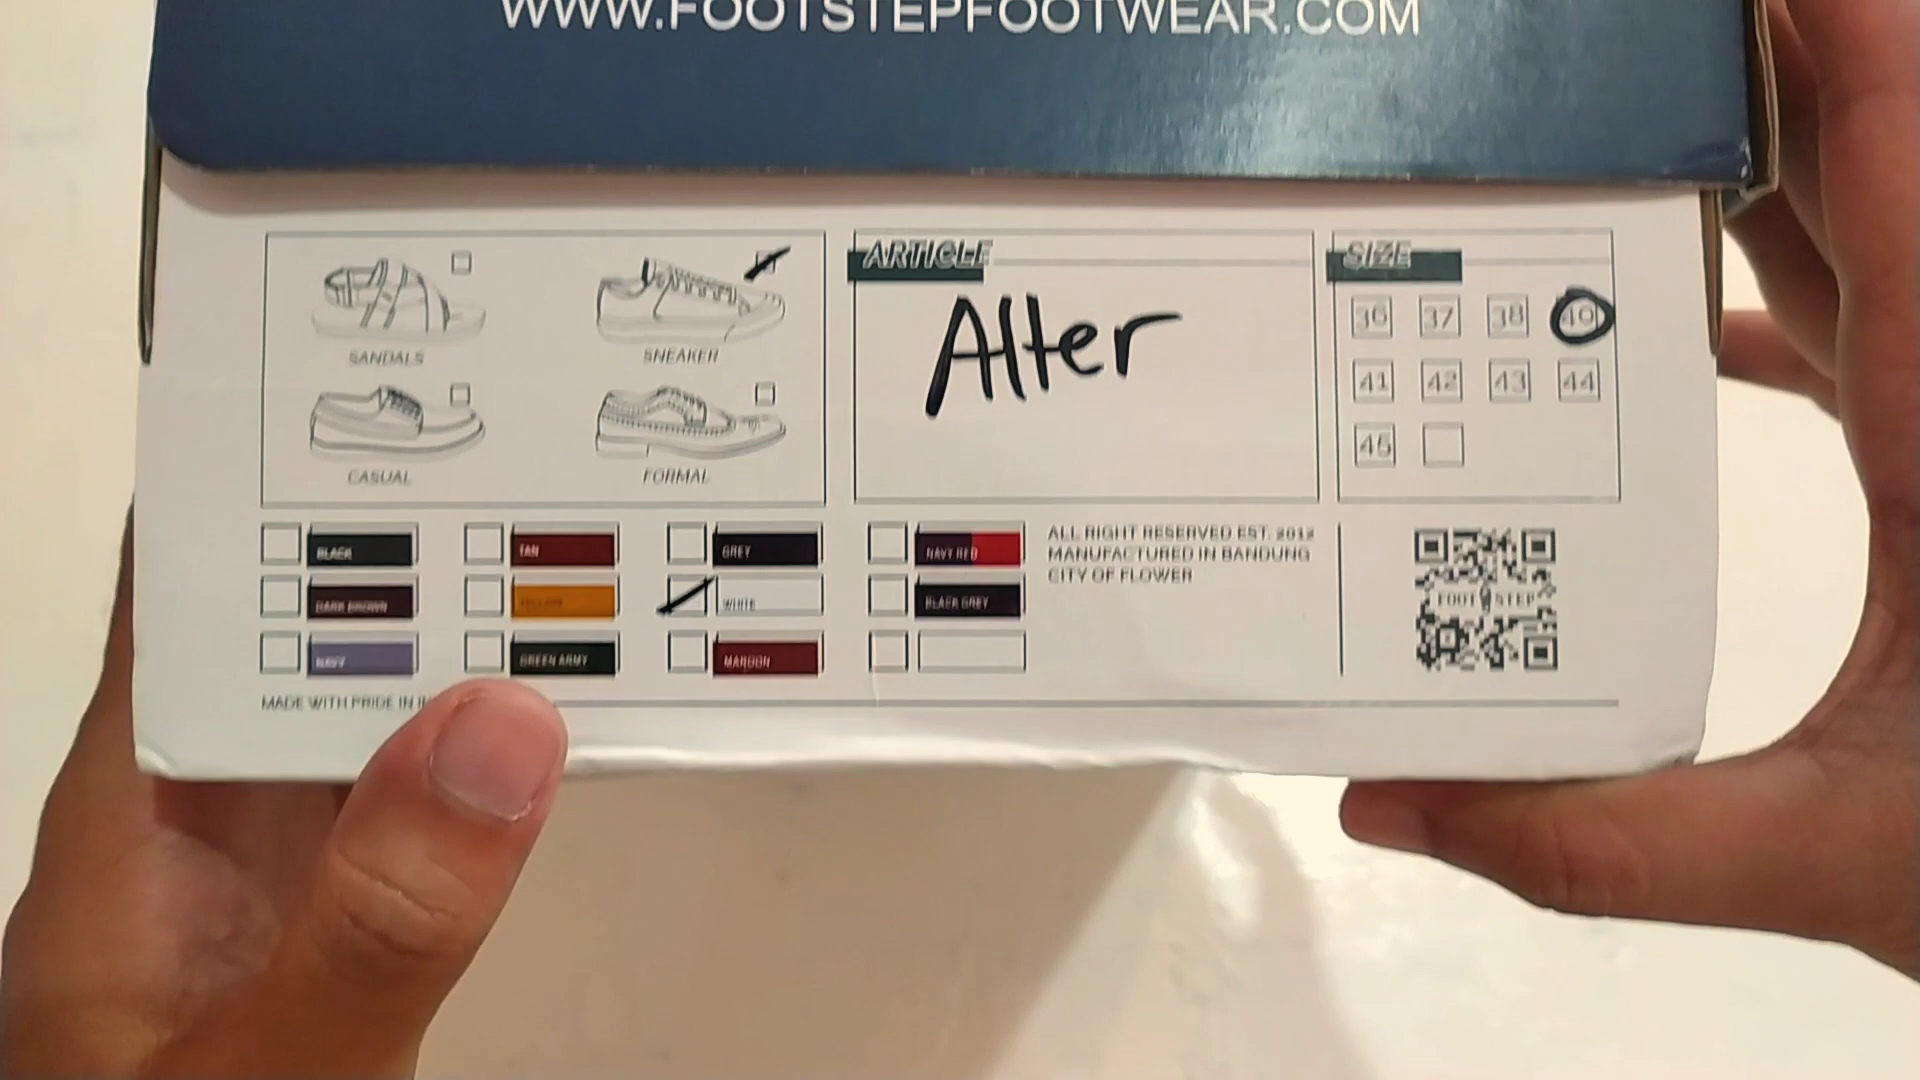 WWW.FOOTSTEPFOOTWEAR.COM
SANDALS
SNEAKER
CASUAL
FORMAL
ARTICLE
Alter
SIZE
36 37 38 40
41 42 43 44
45
BLACK TAN GREY NAVY RED
DARK BROWN WHITE BLACK GREY
NAVY GREEN ARMY MAROON
ALL RIGHT RESERVED EST. 2012
MANUFACTURED IN BANDUNG
CITY OF FLOWER
FOOT STEP
MADE WITH PRIDE IN